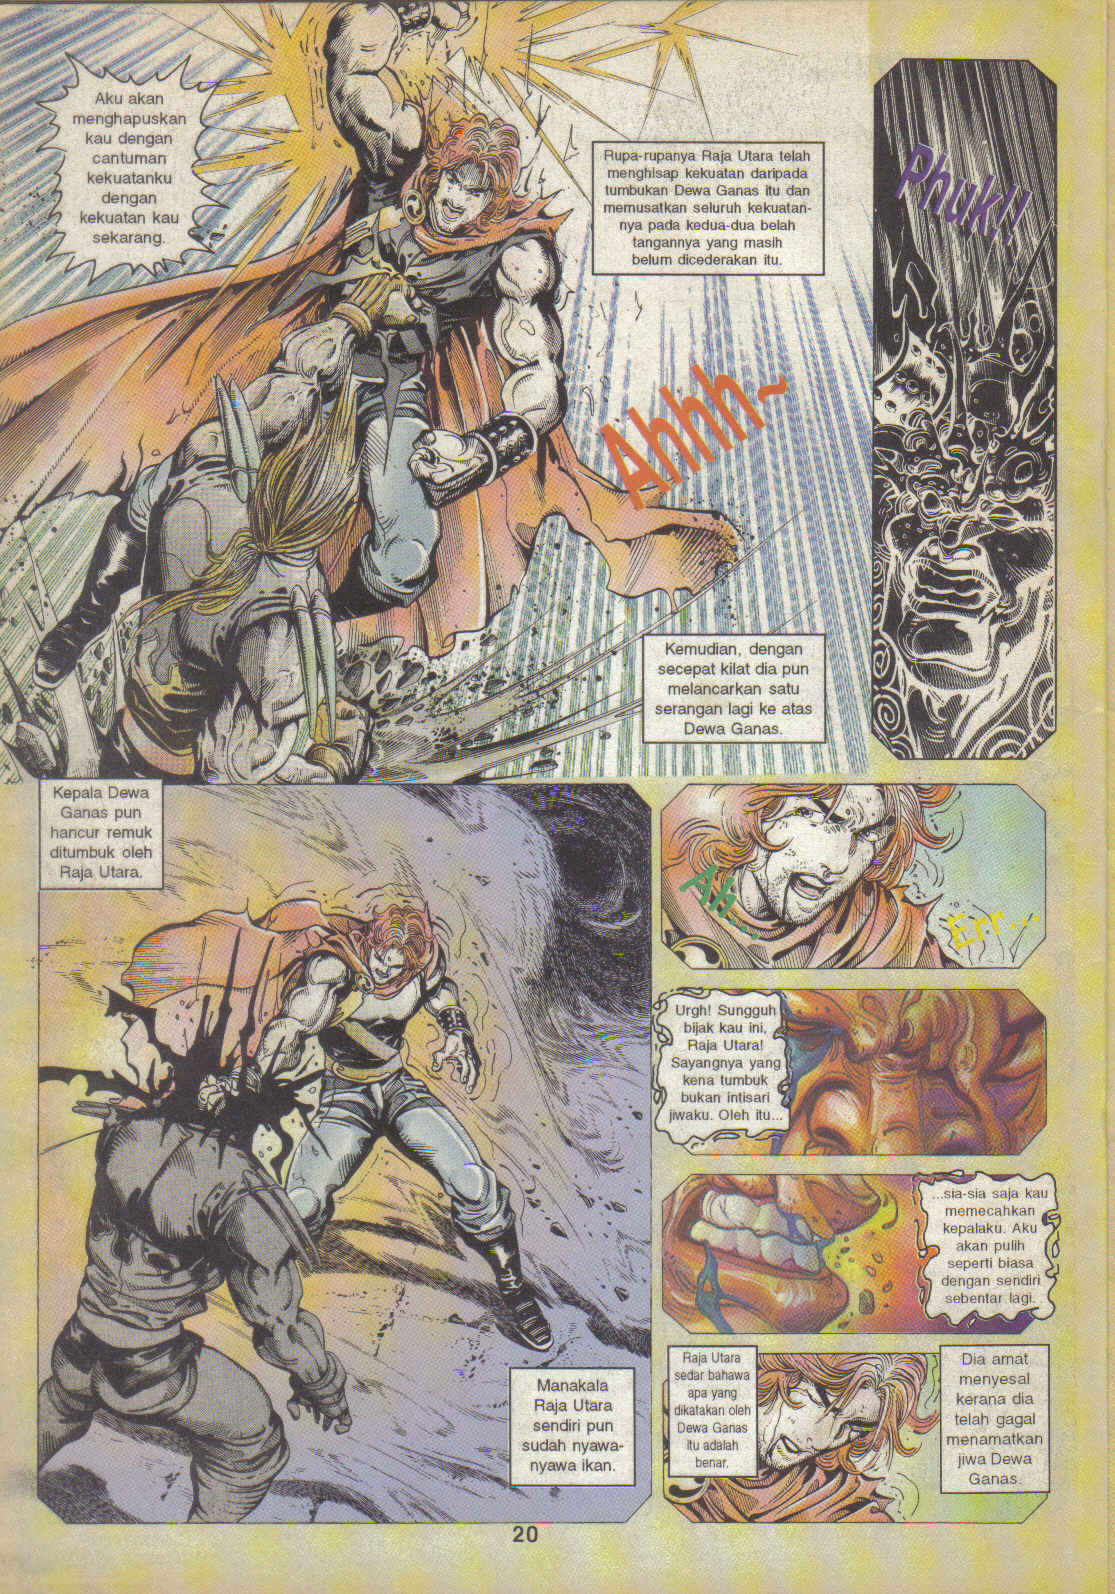 Aku akan
menghapuskan
kau dengan
cantuman
kekuatanku
dengan
kekuatan kau
sekarang.
Rupa-rupanya Raja Utara telah
menghisap kekuatan daripada
tumbukan Dewa Ganas itu dan
memusatkan seluruh kekuatan-
nya pada kedua-dua belah
tangannya yang masih
belum dicederakan itu.
Phuk!!
Ahhh~
Kemudian, dengan
secepat kilat dia pun
melancarkan satu
serangan lagi ke atas
Dewa Ganas.
Kepala Dewa
Ganas pun
hancur remuk
ditumbuk oleh
Raja Utara.
Manakala
Raja Utara
sendiri pun
sudah nyawa-
nyawa ikan.
Ah....
Err...
Urgh! Sungguh
bijak kau ini,
Raja Utara!
Sayangnya yang
kena tumbuk
bukan intisari
jiwaku. Oleh itu...
...sia-sia saja kau
memecahkan
kepalaku. Aku
akan pulih
seperti biasa
dengan sendiri
sebentar lagi.
Raja Utara
sedar bahawa
apa yang
dikatakan oleh
Dewa Ganas
itu adalah
benar.
Dia amat
menyesal
kerana dia
telah gagal
menamatkan
jiwa Dewa
Ganas.
20